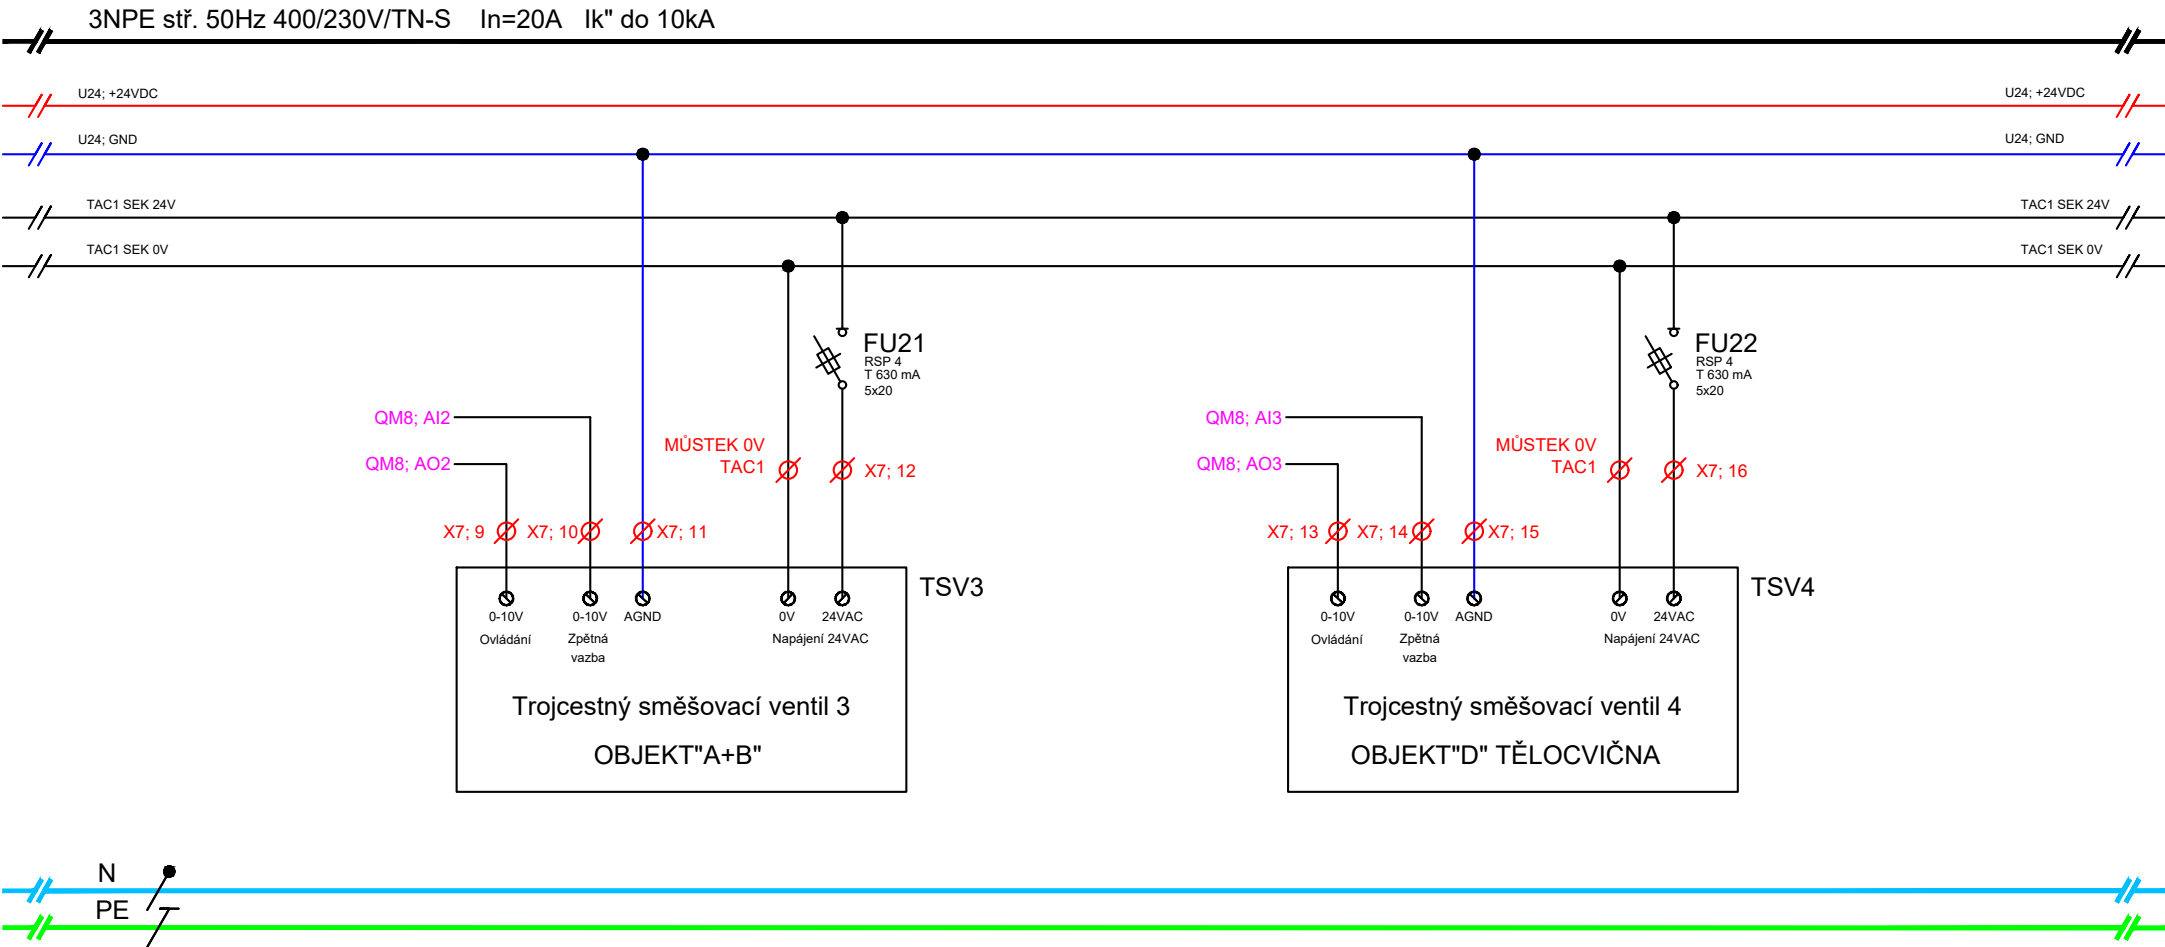 3NPE stř. 50Hz 400/230V/TN-S    In=20A   Ik" do 10kA
U24; +24VDC
U24; +24VDC
U24; GND
U24; GND
TAC1 SEK 24V
TAC1 SEK 24V
TAC1 SEK 0V
TAC1 SEK 0V
FU21
RSP 4
T 630 mA
5x20
QM8; AI2
QM8; AO2
MŮSTEK 0V
TAC1
X7; 12
X7; 9
X7; 10
X7; 11
TSV3
0-10V
Ovládání
0-10V
Zpětná
vazba
AGND
0V
24VAC
Napájení 24VAC
Trojcestný směšovací ventil 3
OBJEKT"A+B"
FU22
RSP 4
T 630 mA
5x20
QM8; AI3
QM8; AO3
MŮSTEK 0V
TAC1
X7; 16
X7; 13
X7; 14
X7; 15
TSV4
0-10V
Ovládání
0-10V
Zpětná
vazba
AGND
0V
24VAC
Napájení 24VAC
Trojcestný směšovací ventil 4
OBJEKT"D" TĚLOCVIČNA
N
PE